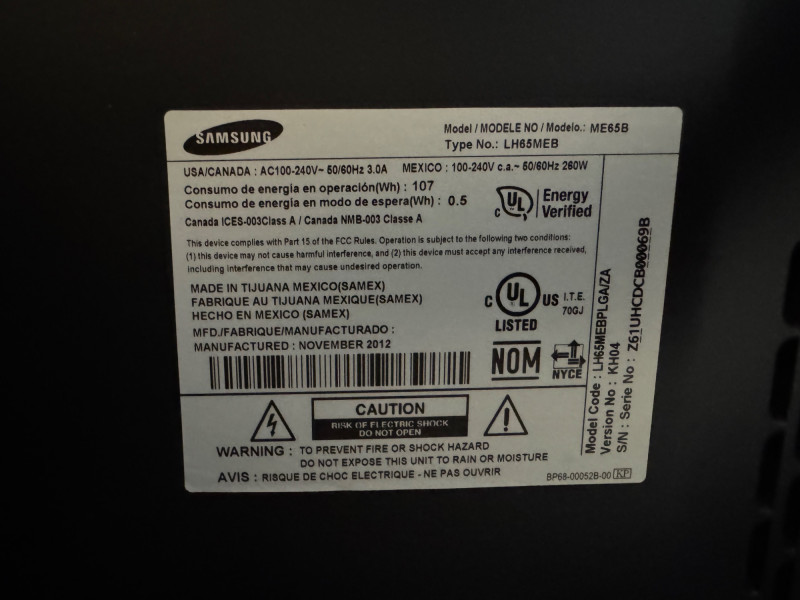 SAMSUNG
Model / MODELE NO / Modelo.: ME65B
Type No.: LH65MEB
USA/CANADA : AC100-240V~ 50/60Hz 3.0A MEXICO : 100-240V c.a.~ 50/60Hz 260W
Consumo de energía en operación(Wh) : 107
Consumo de energía en modo de espera(Wh) : 0.5
Canada ICES-003Class A / Canada NMB-003 Classe A
C UL Energy
Verified
This device complies with Part 15 of the FCC Rules. Operation is subject to the following two conditions:
(1) this device may not cause harmful interference, and (2) this device must accept any interference received,
including interference that may cause undesired operation.
MADE IN TIJUANA MEXICO(SAMEX)
FABRIQUE AU TIJUANA MEXIQUE(SAMEX)
HECHO EN MEXICO (SAMEX)
MFD./FABRIQUE/MANUFACTURADO :
MANUFACTURED : NOVEMBER 2012
C UL US I.T.E.
70GJ
LISTED
NOM
NYCE
CAUTION
RISK OF ELECTRIC SHOCK
DO NOT OPEN
WARNING : TO PREVENT FIRE OR SHOCK HAZARD
DO NOT EXPOSE THIS UNIT TO RAIN OR MOISTURE
AVIS : RISQUE DE CHOC ELECTRIQUE - NE PAS OUVRIR
BP68-00052B-00 KP
Model Code : LH65MEBPLGA/ZA
Version No : KH04
S/N : Serie No : Z61UHCDCB00069B